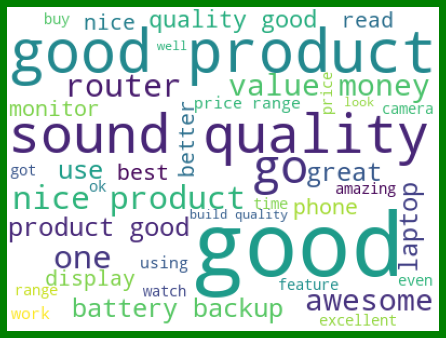 buy nice quality good read
good product
well
router value money
monitor price range price look camera
sound quality
better
got use best go great
ok amazing
nice product time phone
build quality
product good good laptop
one using
display watch feature even
range battery backup awesome
work excellent